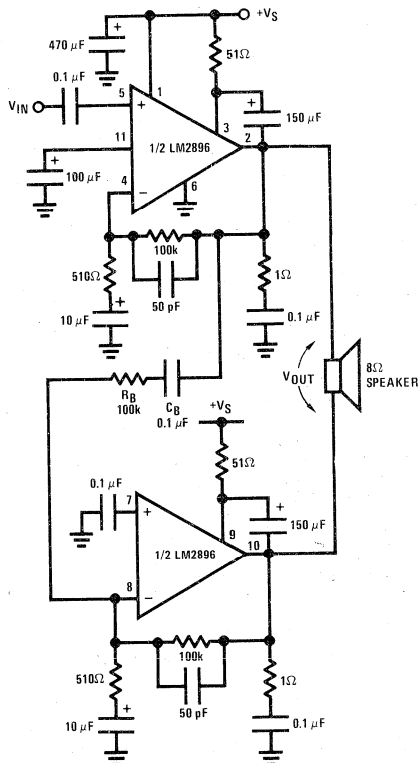 +VS
470 µF
+
51Ω
0.1 µF
VIN
5
+
1
3
+
150 µF
11
1/2 LM2896
2
+
100 µF
4
−
6
100k
510Ω
50 pF
1Ω
+
10 µF
0.1 µF
VOUT
8Ω
SPEAKER
RB
100k
CB
0.1 µF
+VS
51Ω
0.1 µF
7
+
9
+
150 µF
1/2 LM2896
10
8
−
100k
510Ω
50 pF
1Ω
+
10 µF
0.1 µF